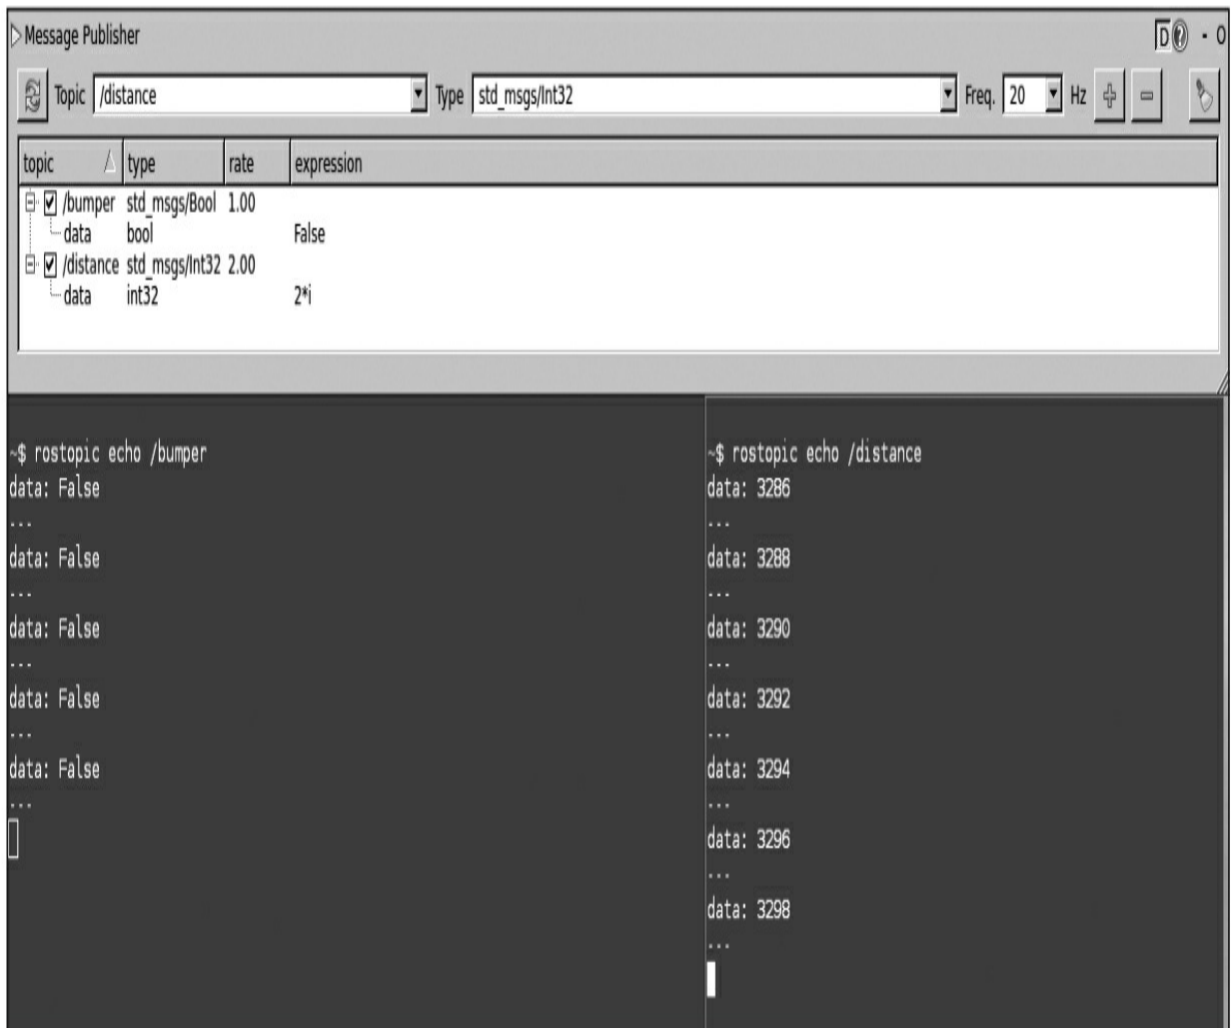 Message Publisher D
Topic /distance Type std_msgs/Int32 Freq. 20 Hz
topic type rate expression
/bumper std_msgs/Bool 1.00
data bool False
/distance std_msgs/Int32 2.00
data int32 2*i
~$ rostopic echo /bumper
data: False
---
data: False
---
data: False
---
data: False
---
data: False
---
~$ rostopic echo /distance
data: 3286
---
data: 3288
---
data: 3290
---
data: 3292
---
data: 3294
---
data: 3296
---
data: 3298
---